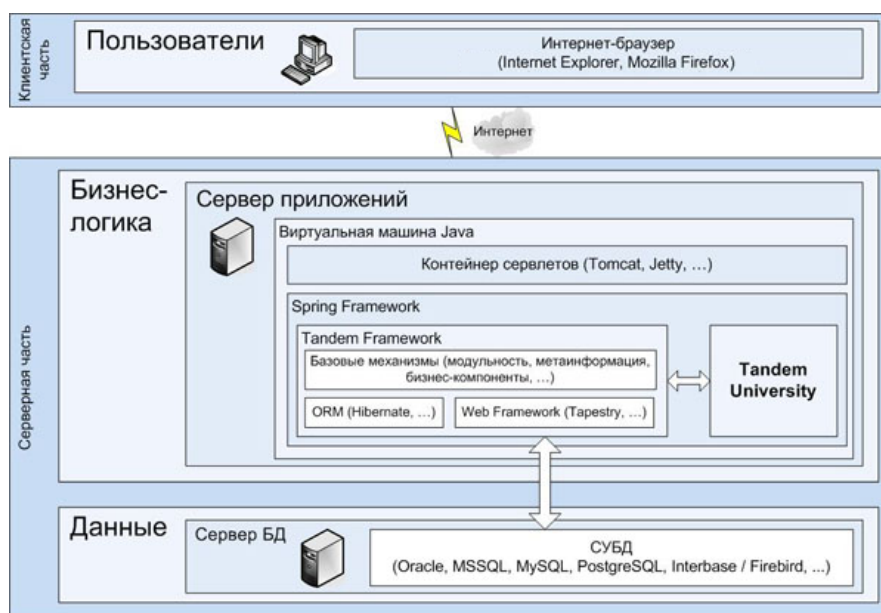 Клиентская
часть
Пользователи
Интернет-браузер
(Internet Explorer, Mozilla Firefox)
Интернет
Серверная часть
Бизнес-
логика
Сервер приложений
Виртуальная машина Java
Контейнер сервлетов (Tomcat, Jetty, ...)
Spring Framework
Tandem Framework
Базовые механизмы (модульность, метаинформация,
бизнес-компоненты, ...)
ORM (Hibernate, ...)
Web Framework (Tapestry, ...)
Tandem
University
Данные
Сервер БД
СУБД
(Oracle, MSSQL, MySQL, PostgreSQL, Interbase / Firebird, ...)